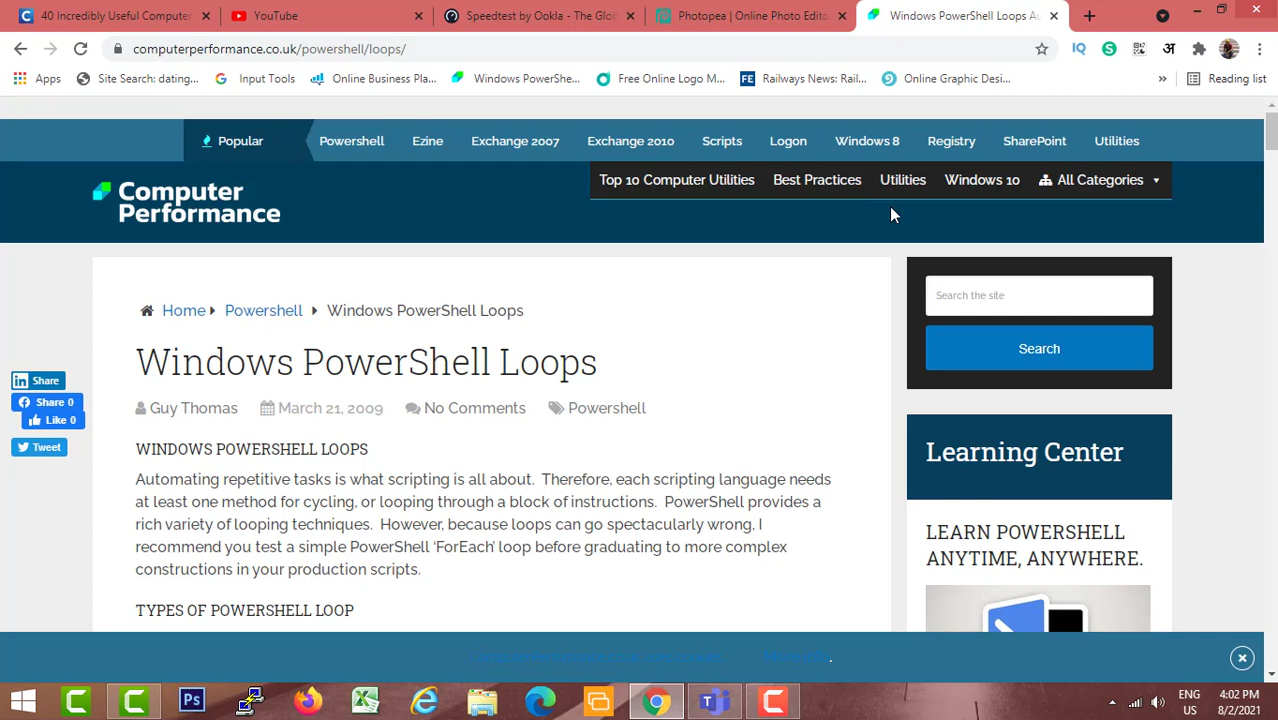 40 Incredibly Useful Computer
YouTube
Speedtest by Ookla - The Glob
Photopea | Online Photo Edito
Windows PowerShell Loops Au
computerperformance.co.uk/powershell/loops/
IQ
S
अ
Apps
Site Search: dating...
Input Tools
Online Business Pla...
Windows PowerShe...
Free Online Logo M...
FE
Railways News: Rail...
Online Graphic Desi...
»
Reading list
Popular
Powershell
Ezine
Exchange 2007
Exchange 2010
Scripts
Logon
Windows 8
Registry
SharePoint
Utilities
Top 10 Computer Utilities
Best Practices
Utilities
Windows 10
All Categories
Computer
Performance
Home
Powershell
Windows PowerShell Loops
Search the site
Search
Windows PowerShell Loops
Guy Thomas
March 21, 2009
No Comments
Powershell
in Share
Share 0
Like 0
Tweet
WINDOWS POWERSHELL LOOPS
Automating repetitive tasks is what scripting is all about. Therefore, each scripting language needs
at least one method for cycling, or looping through a block of instructions. PowerShell provides a
rich variety of looping techniques. However, because loops can go spectacularly wrong, I
recommend you test a simple PowerShell ‘ForEach’ loop before graduating to more complex
constructions in your production scripts.
TYPES OF POWERSHELL LOOP
Learning Center
LEARN POWERSHELL
ANYTIME, ANYWHERE.
Ps
ENG
US
4:02 PM
8/2/2021